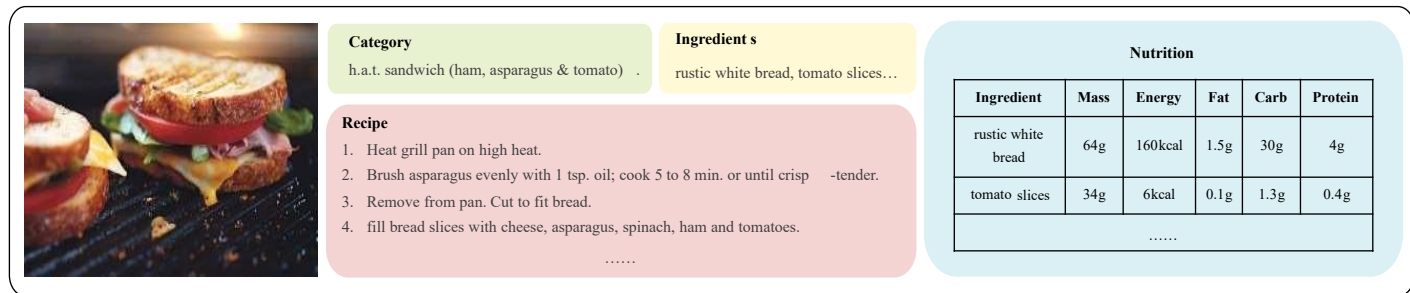 Category
h.a.t. sandwich (ham, asparagus & tomato) .
Ingredient s
rustic white bread, tomato slices…
Recipe
1. Heat grill pan on high heat.
2. Brush asparagus evenly with 1 tsp. oil; cook 5 to 8 min. or until crisp -tender.
3. Remove from pan. Cut to fit bread.
4. fill bread slices with cheese, asparagus, spinach, ham and tomatoes.
……
Nutrition
Ingredient Mass Energy Fat Carb Protein
rustic white
bread 64g 160kcal 1.5g 30g 4g
tomato slices 34g 6kcal 0.1g 1.3g 0.4g
……